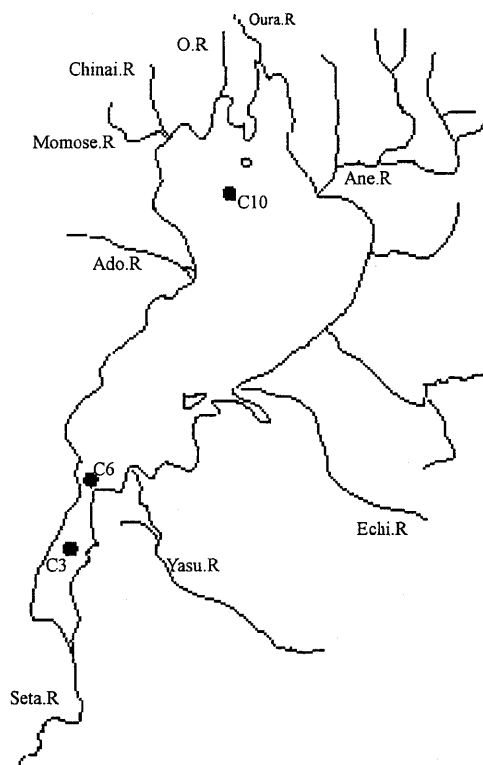 Oura.R
O.R
Chinai.R
Momose.R
Ane.R
C10
Ado.R
C6
Echi.R
C3
Yasu.R
Seta.R